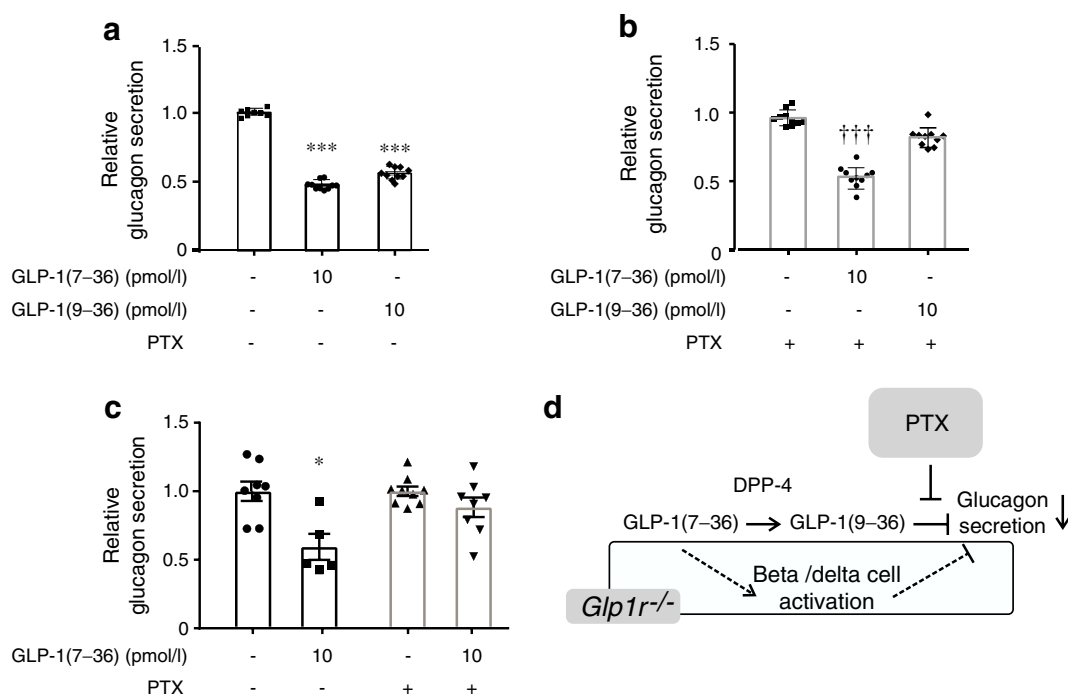 a
Relative
glucagon secretion
1.5
1.0
0.5
0
***
***
GLP-1(7–36) (pmol/l) - 10 -
GLP-1(9–36) (pmol/l) - - 10
PTX - - -
b
Relative
glucagon secretion
1.5
1.0
0.5
0
†††
GLP-1(7–36) (pmol/l) - 10 -
GLP-1(9–36) (pmol/l) - - 10
PTX + + +
c
Relative
glucagon secretion
1.5
1.0
0.5
0
*
GLP-1(7–36) (pmol/l) - 10 - 10
PTX - - + +
d
PTX
DPP-4
GLP-1(7–36) GLP-1(9–36)
Glucagon
secretion
Beta /delta cell
activation
Glp1r-/-